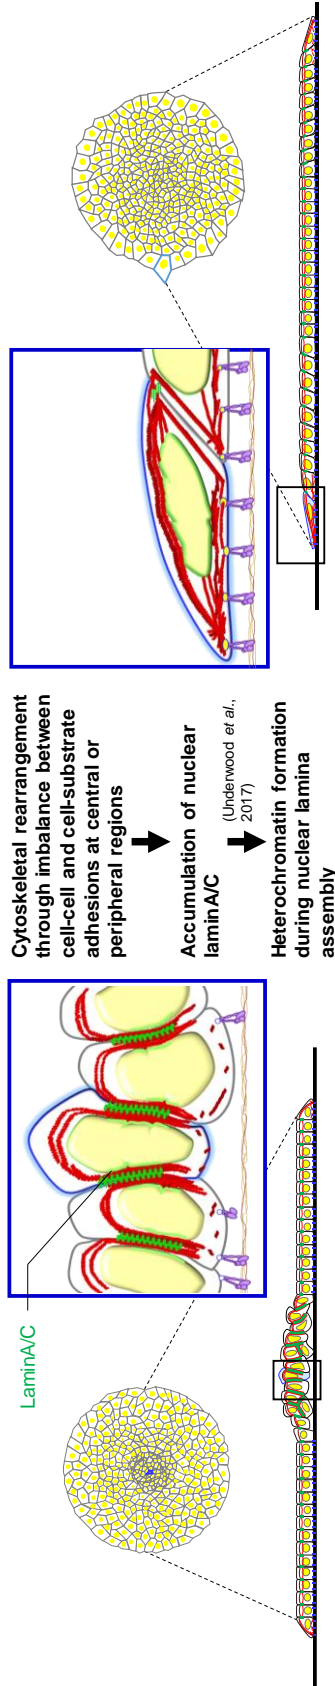 LaminA/C
Cytoskeletal rearrangement
through imbalance between
cell-cell and cell-substrate
adhesions at central or
peripheral regions
Accumulation of nuclear
laminA/C
(Underwood et al.,
2017)
Heterochromatin formation
during nuclear lamina
assembly